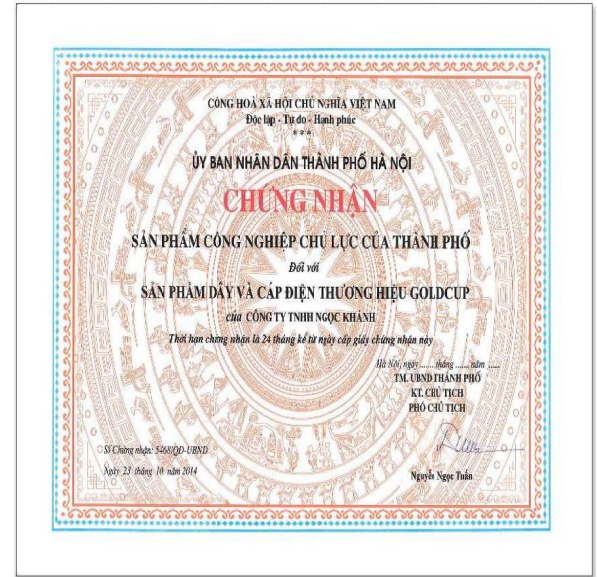 CỘNG HOÀ XÃ HỘI CHỦ NGHĨA VIỆT NAM
Độc lập - Tự do - Hạnh phúc
***
ỦY BAN NHÂN DÂN THÀNH PHỐ HÀ NỘI
CHỨNG NHẬN
SẢN PHẨM CÔNG NGHIỆP CHỦ LỰC CỦA THÀNH PHỐ
Đối với
SẢN PHẨM DÂY VÀ CÁP ĐIỆN THƯƠNG HIỆU GOLDCUP
của CÔNG TY TNHH NGỌC KHÁNH
Thời hạn chứng nhận là 24 tháng kể từ ngày cấp giấy chứng nhận này
Hà Nội, ngày ....... tháng ...... năm ......
TM. UBND THÀNH PHỐ
KT. CHỦ TỊCH
PHÓ CHỦ TỊCH
Số Chứng nhận: 5468/QĐ-UBND
Ngày 23 tháng 10 năm 2014
Nguyễn Ngọc Tuấn